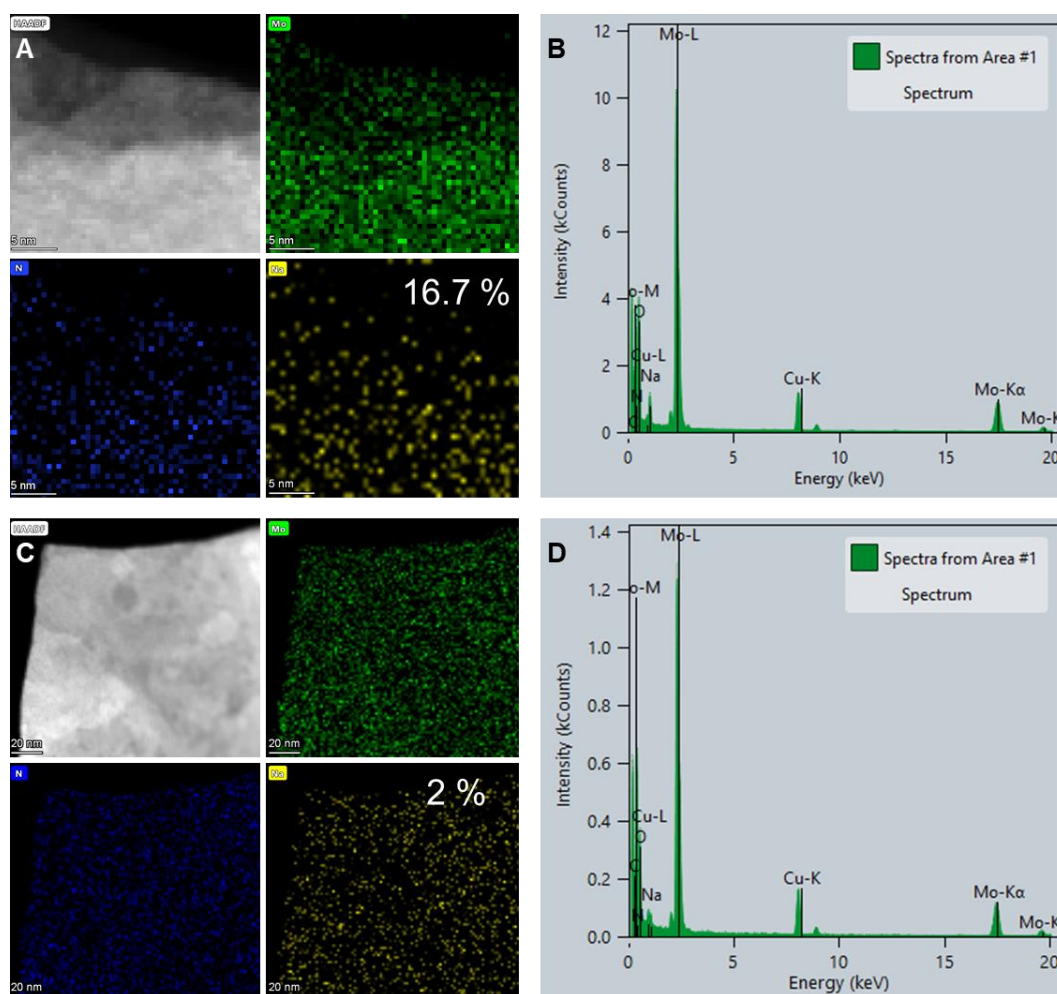 HAADF
A
5 nm
Mo
5 nm
N
5 nm
Na
16.7 %
5 nm
B
Mo-L
Spectra from Area #1
Spectrum
12
10
8
6
4
2
0
Intensity (kCounts)
o-M
O
Cu-L
Na
N
C
Cu-K
Mo-Kα
Mo-K
0
5
10
15
20
Energy (keV)
HAADF
C
20 nm
Mo
20 nm
N
20 nm
Na
2 %
20 nm
D
Mo-L
Spectra from Area #1
Spectrum
1.4
1.2
1.0
0.8
0.6
0.4
0.2
0.0
Intensity (kCounts)
o-M
Cu-L
O
C
Na
N
Cu-K
Mo-Kα
Mo-K
0
5
10
15
20
Energy (keV)